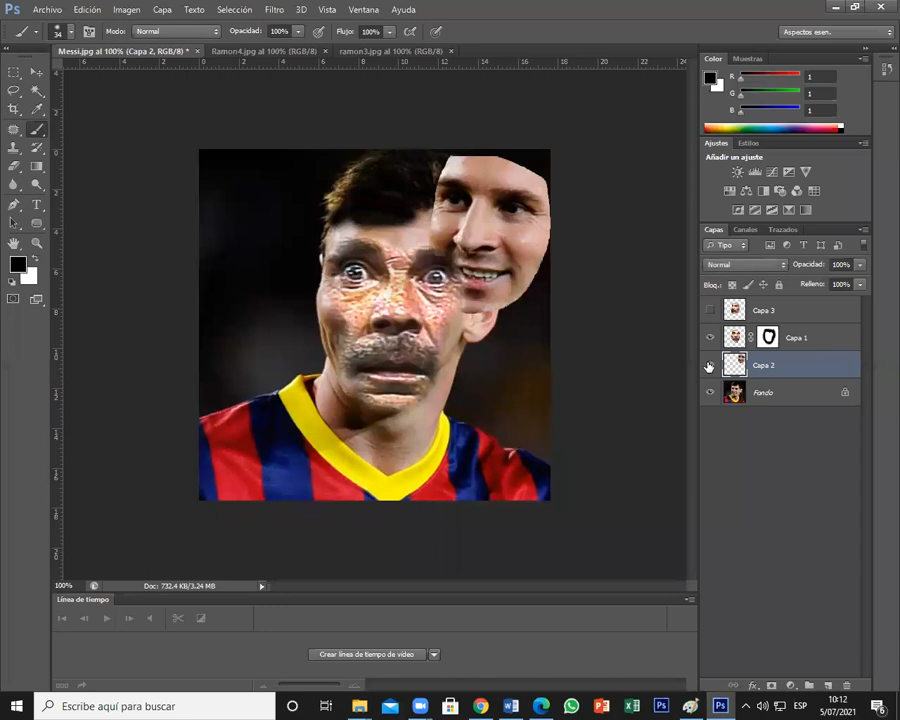 Ps Archivo Edición Imagen Capa Texto Selección Filtro 3D Vista Ventana Ayuda
34 Modo: Normal Opacidad: 100% Flujo: 100% Aspectos esen.
Messi.jpg al 100% (Capa 2, RGB/8) * × Ramon4.jpg al 100% (RGB/8) × ramon3.jpg al 100% (RGB/8) ×
Color Muestras
R 1
G 1
B 1
Ajustes Estilos
Añadir un ajuste
Capas Canales Trazados
Tipo
Normal Opacidad: 100%
Bloq.: Relleno: 100%
Capa 3
Capa 1
Capa 2
Fondo
100% Doc: 732.4 KB/3.24 MB
Línea de tiempo
Crear línea de tiempo de vídeo
Escribe aquí para buscar
ESP
10:12
5/07/2021
6